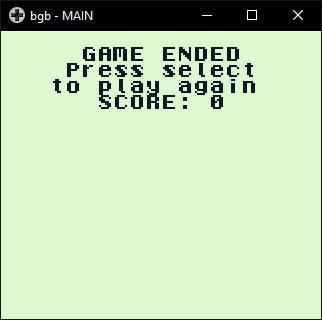 bgb - MAIN
GAME ENDED
Press select
to play again
SCORE: 0